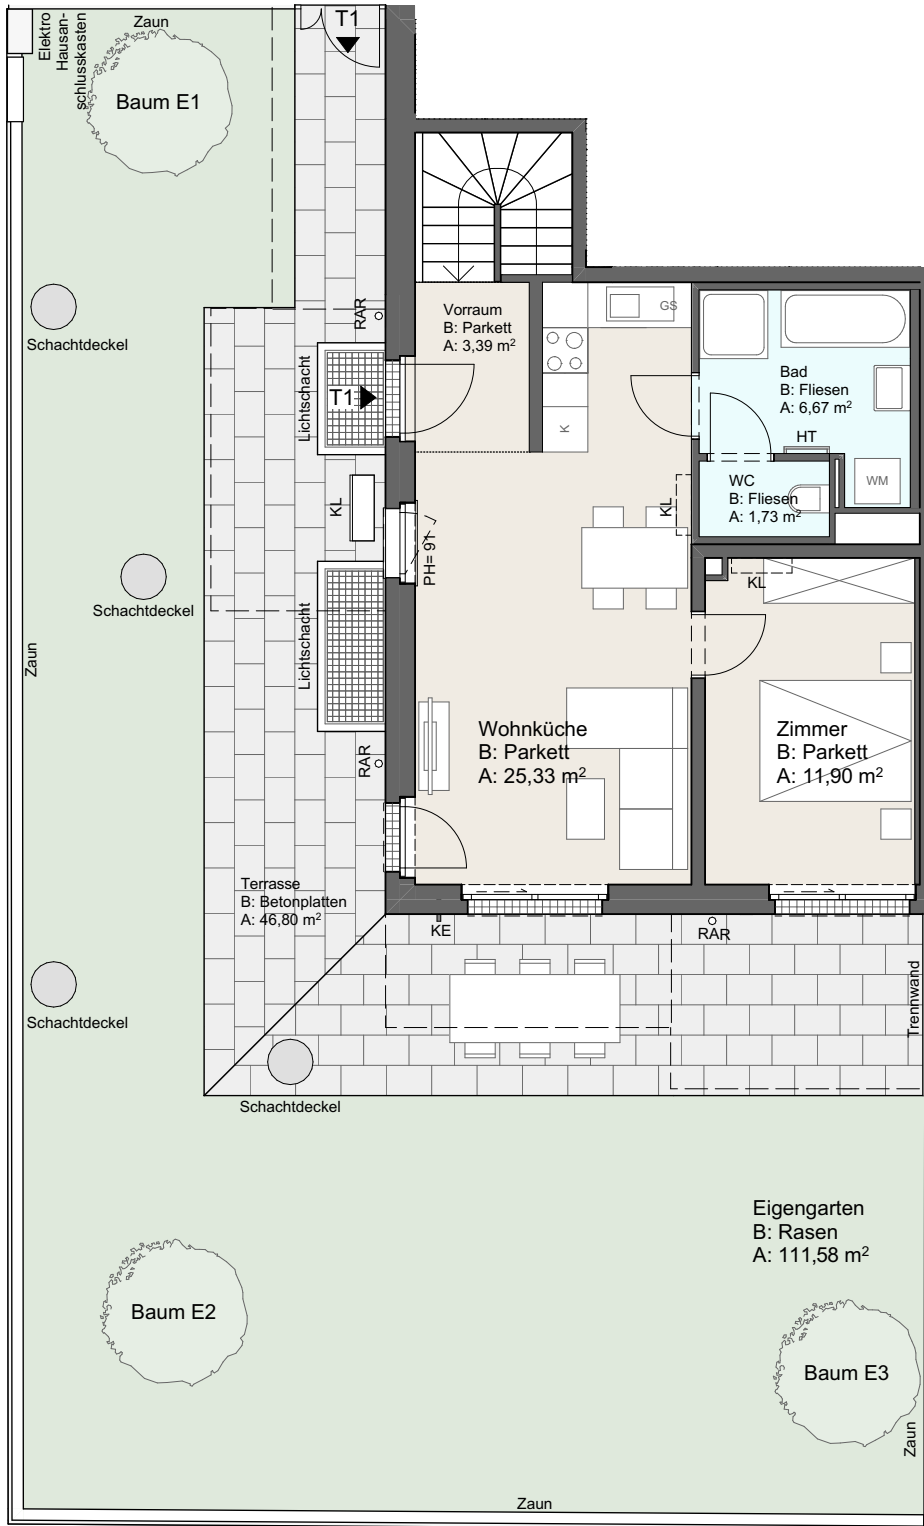 Elektro
Hausan-
schlusskasten
Zaun
T1
Baum E1
Schachtdeckel
RAR
Vorraum
B: Parkett
A: 3,39 m²
GS
Lichtschacht
T1
K
Bad
B: Fliesen
A: 6,67 m²
HT
WC
B: Fliesen
A: 1,73 m²
WM
KL
KL
PH= 91
KL
Schachtdeckel
Zaun
Lichtschacht
Wohnküche
B: Parkett
A: 25,33 m²
Zimmer
B: Parkett
A: 11,90 m²
RAR
Terrasse
B: Betonplatten
A: 46,80 m²
KE
RAR
Trennwand
Schachtdeckel
Schachtdeckel
Eigengarten
B: Rasen
A: 111,58 m²
Baum E2
Baum E3
Zaun
Zaun